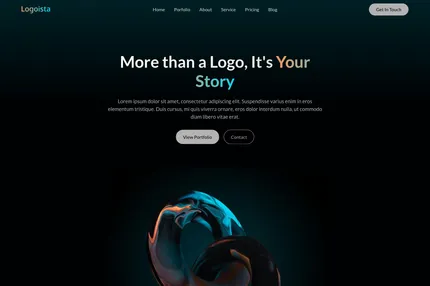 Logoista
Home Porfolio About Service Pricing Blog
Get In Touch
More than a Logo, It's Your
Story
Lorem ipsum dolor sit amet, consectetur adipiscing elit. Suspendisse varius enim in eros
elementum tristique. Duis cursus, mi quis viverra ornare, eros dolor interdum nulla, ut commodo
diam libero vitae erat.
View Portfolio Contact